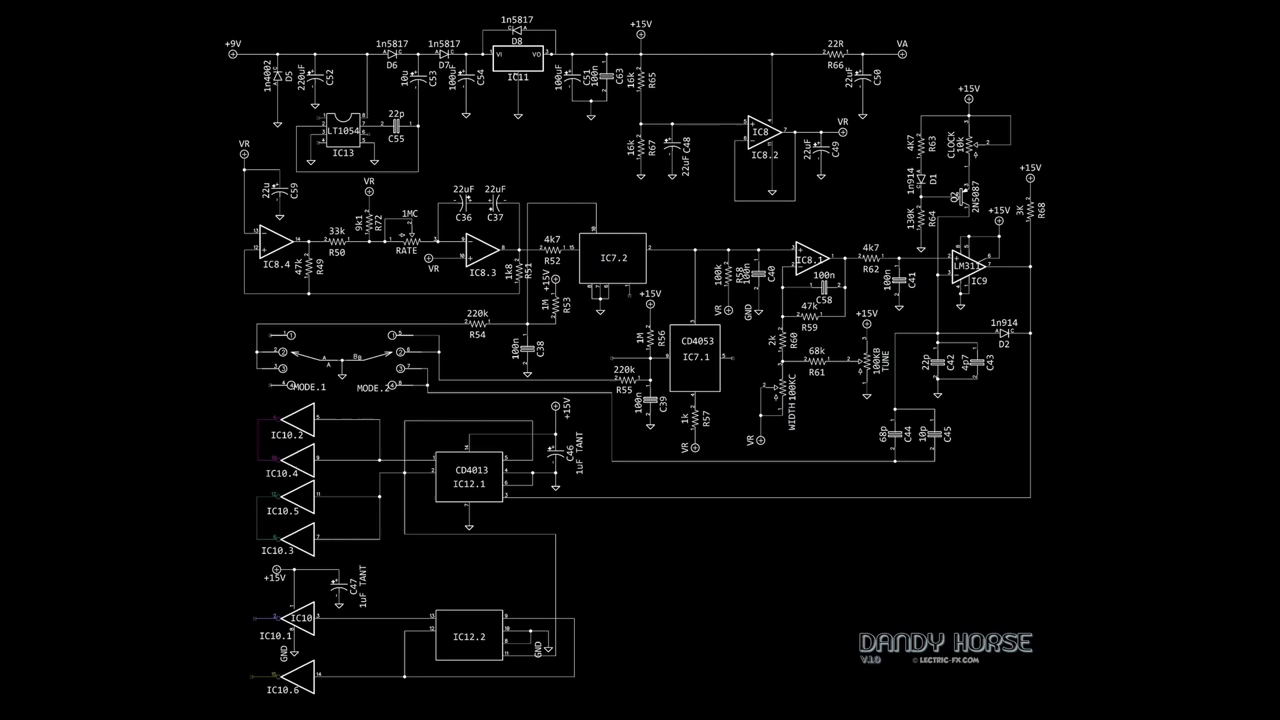 +9V
1n4002
D5
220uF
C52
1n5817
D6
10u
C53
1n5817
D7
100uF
C54
1n5817
D8
VI
VO
IC11
100uF
C51
100n
C63
+15V
16k
R65
22R
R66
VA
22uF
C50
LT1054
IC13
22p
C55
16k
R67
22uF C48
IC8
IC8.2
22uF
C49
VR
+15V
4K7
R63
CLOCK
10k
1n914
D1
130K
R64
Q2
2N5087
+15V
+15V
3K
R68
VR
22u
C59
IC8.4
33k
R50
47k
R49
VR
9k1
R72
1MC
RATE
22uF
C36
22uF
C37
VR
IC8.3
1k8
R51
4k7
R52
+15V
1M
R53
IC7.2
100k
R58
VR
100n
C40
GND
IC8.1
100n
C58
47k
R59
4k7
R62
100n
C41
LM311
IC9
220k
R54
100n
C38
+15V
1M
R56
CD4053
IC7.1
2k
R60
68k
R61
+15V
100KB
TUNE
1n914
D2
22p
C42
4p7
C43
MODE.1
A
A
B
B
MODE.2
220k
R55
100n
C39
1k
R57
VR
WIDTH 100KC
VR
68p
C44
10p
C45
IC10.2
IC10.4
IC10.5
IC10.3
CD4013
IC12.1
+15V
C46
1uF TANT
+15V
C47
1uF TANT
IC10
IC10.1
GND
IC12.2
GND
IC10.6
DANDY HORSE
V.1.0
© LECTRIC-FX.COM